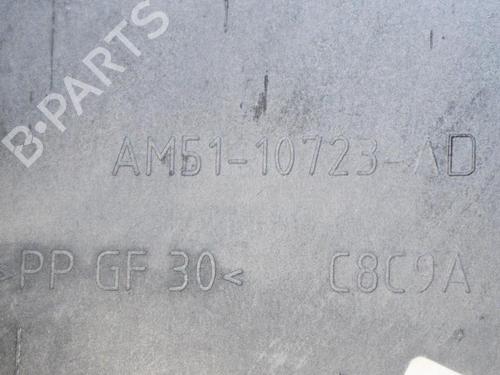 B-PARTS
AM51-10723-AD
>PP GF 30<
C8C9A